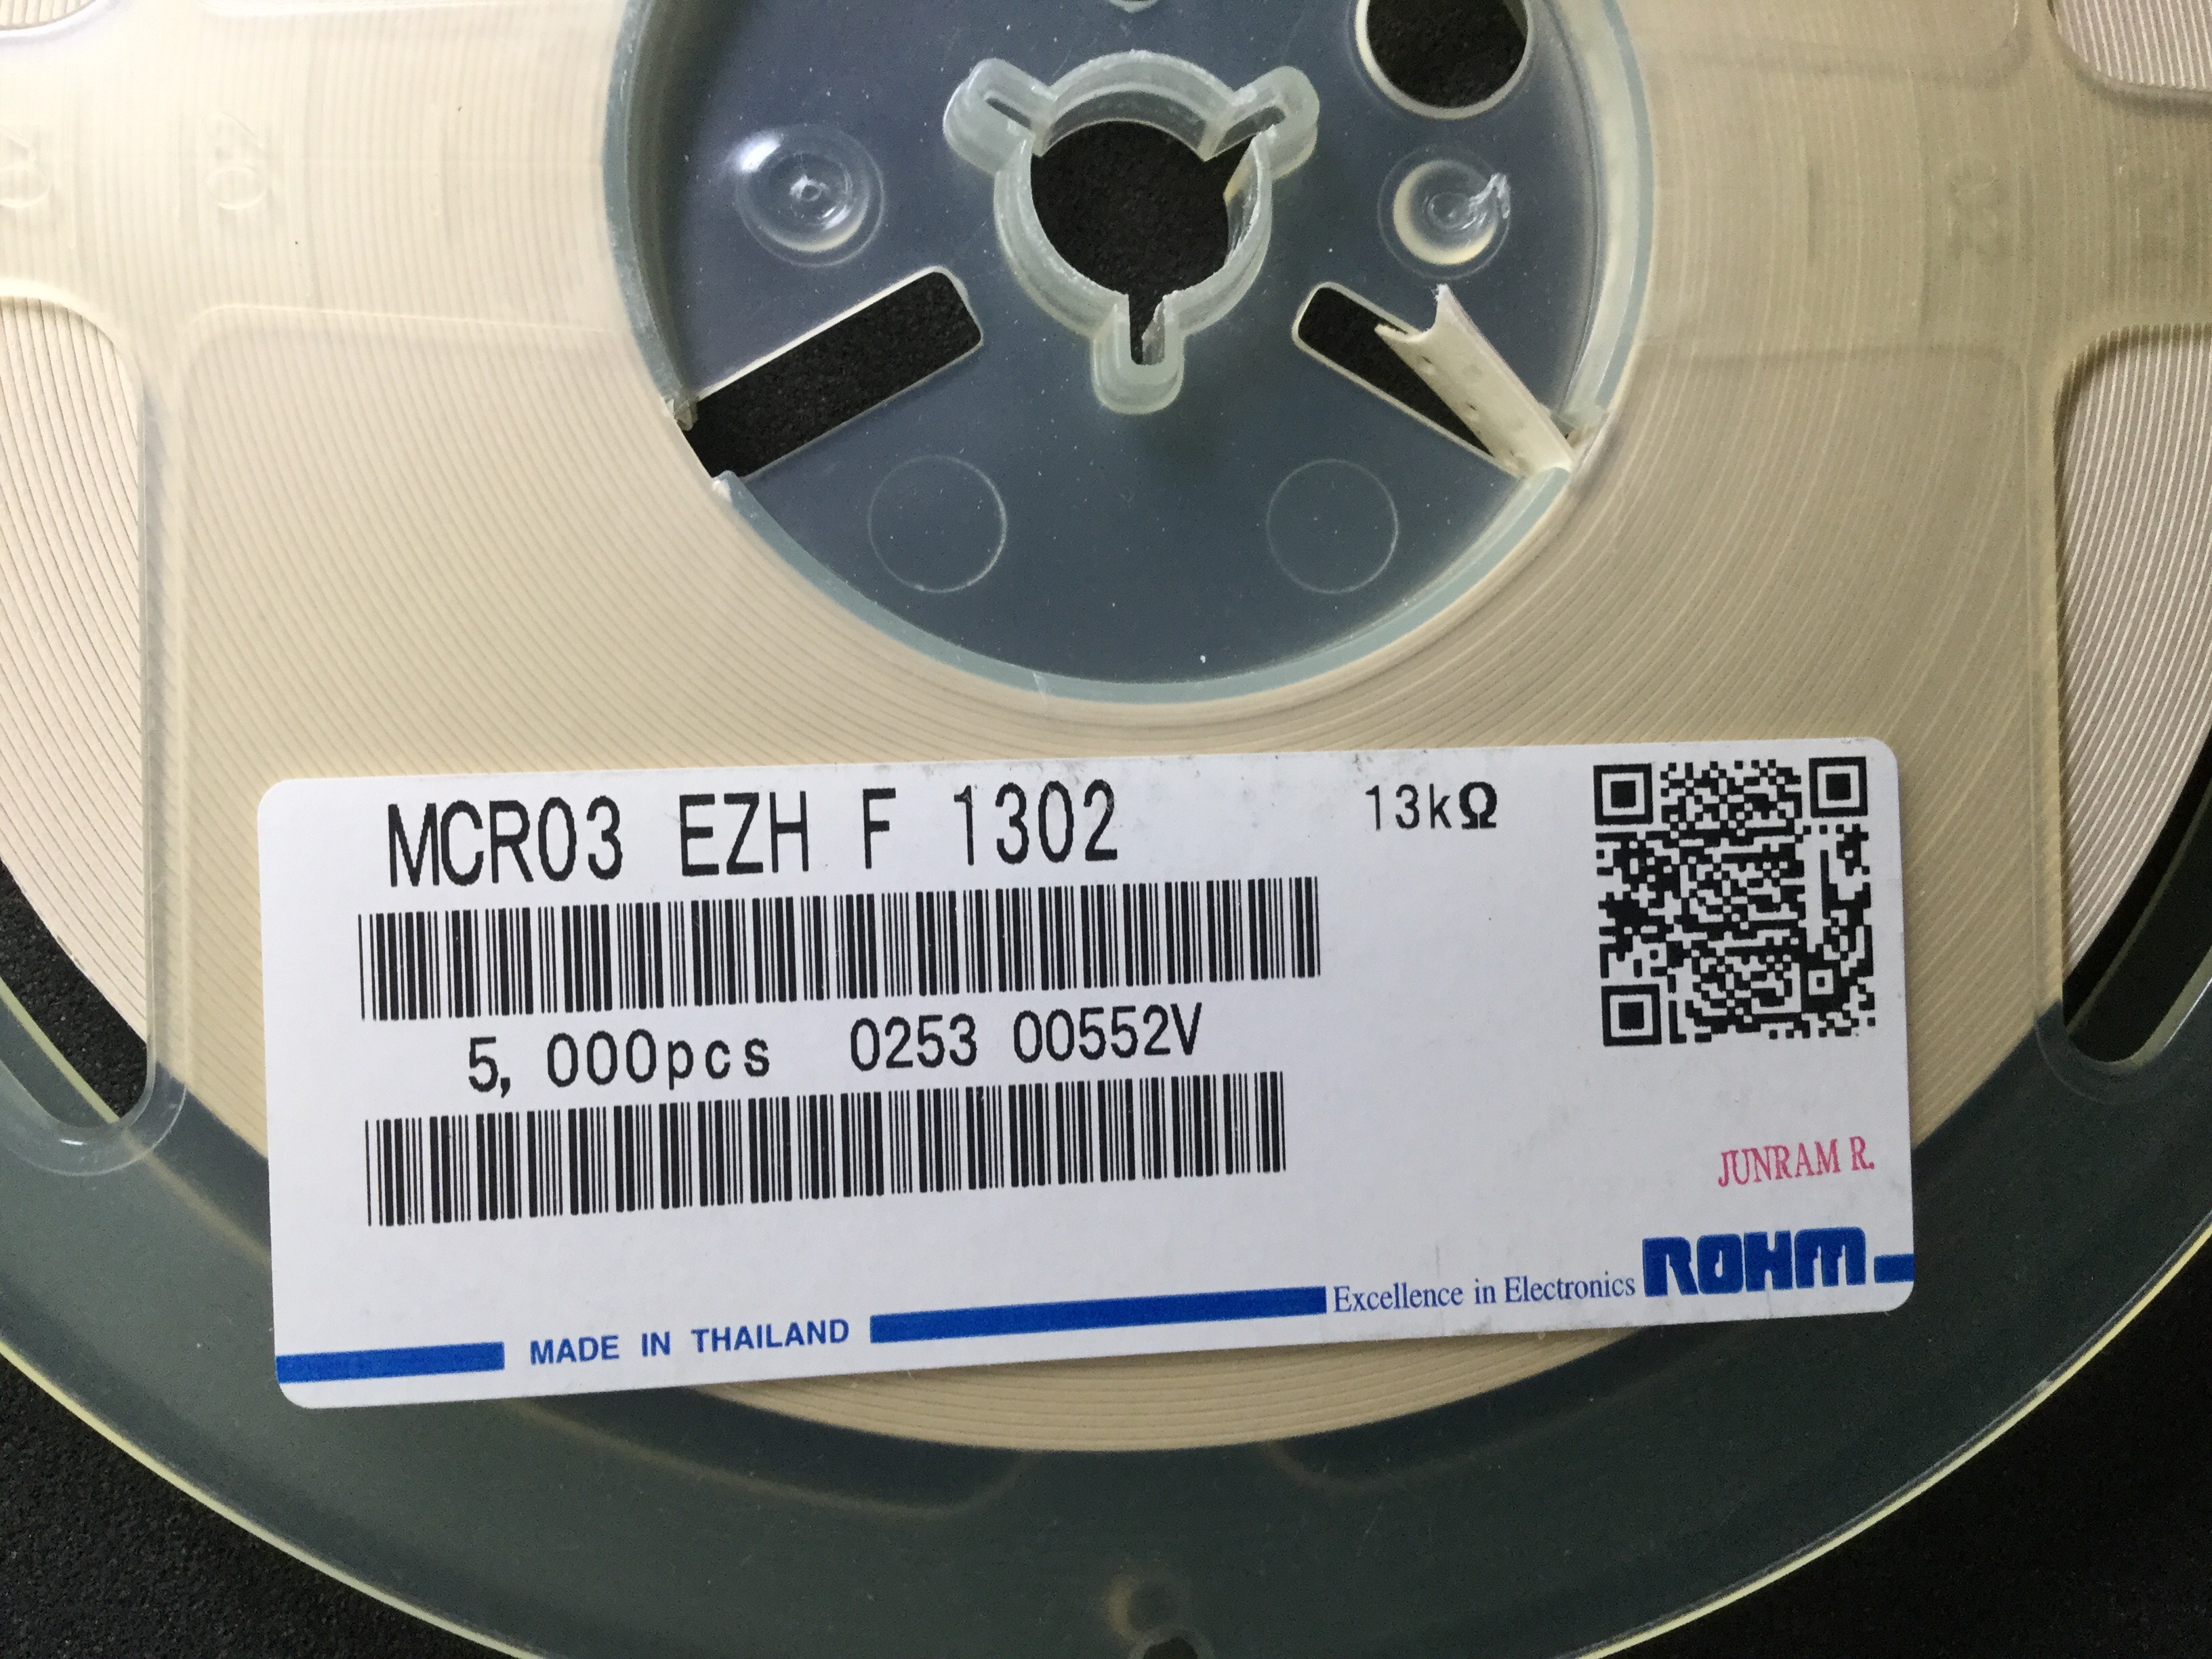 MCR03 EZH F 1302
13kΩ
5, 000pcs 0253 00552V
JUNRAM R.
Excellence in Electronics ROHM
MADE IN THAILAND